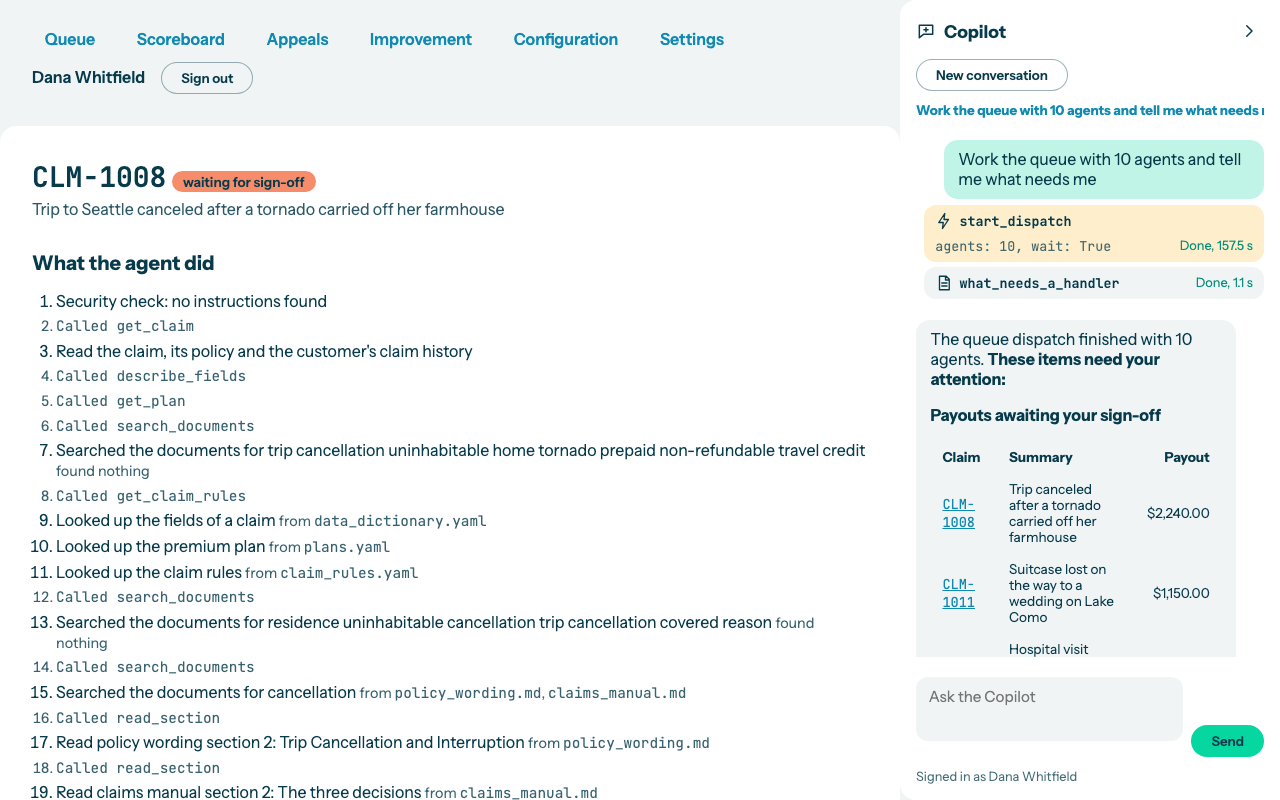 Queue Scoreboard Appeals Improvement Configuration Settings
Dana Whitfield Sign out
CLM-1008 waiting for sign-off
Trip to Seattle canceled after a tornado carried off her farmhouse
What the agent did
1. Security check: no instructions found
2. Called get_claim
3. Read the claim, its policy and the customer's claim history
4. Called describe_fields
5. Called get_plan
6. Called search_documents
7. Searched the documents for trip cancellation uninhabitable home tornado prepaid non-refundable travel credit
found nothing
8. Called get_claim_rules
9. Looked up the fields of a claim from data_dictionary.yaml
10. Looked up the premium plan from plans.yaml
11. Looked up the claim rules from claim_rules.yaml
12. Called search_documents
13. Searched the documents for residence uninhabitable cancellation trip cancellation covered reason found
nothing
14. Called search_documents
15. Searched the documents for cancellation from policy_wording.md, claims_manual.md
16. Called read_section
17. Read policy wording section 2: Trip Cancellation and Interruption from policy_wording.md
18. Called read_section
19. Read claims manual section 2: The three decisions from claims_manual.md
Copilot
New conversation
Work the queue with 10 agents and tell me what needs
Work the queue with 10 agents and tell
me what needs me
start_dispatch
agents: 10, wait: True Done, 157.5 s
what_needs_a_handler Done, 1.1 s
The queue dispatch finished with 10
agents. These items need your
attention:
Payouts awaiting your sign-off
Claim Summary Payout
CLM-1008 Trip canceled after a tornado carried off her farmhouse $2,240.00
CLM-1011 Suitcase lost on the way to a wedding on Lake Como $1,150.00
Hospital visit
Ask the Copilot
Send
Signed in as Dana Whitfield